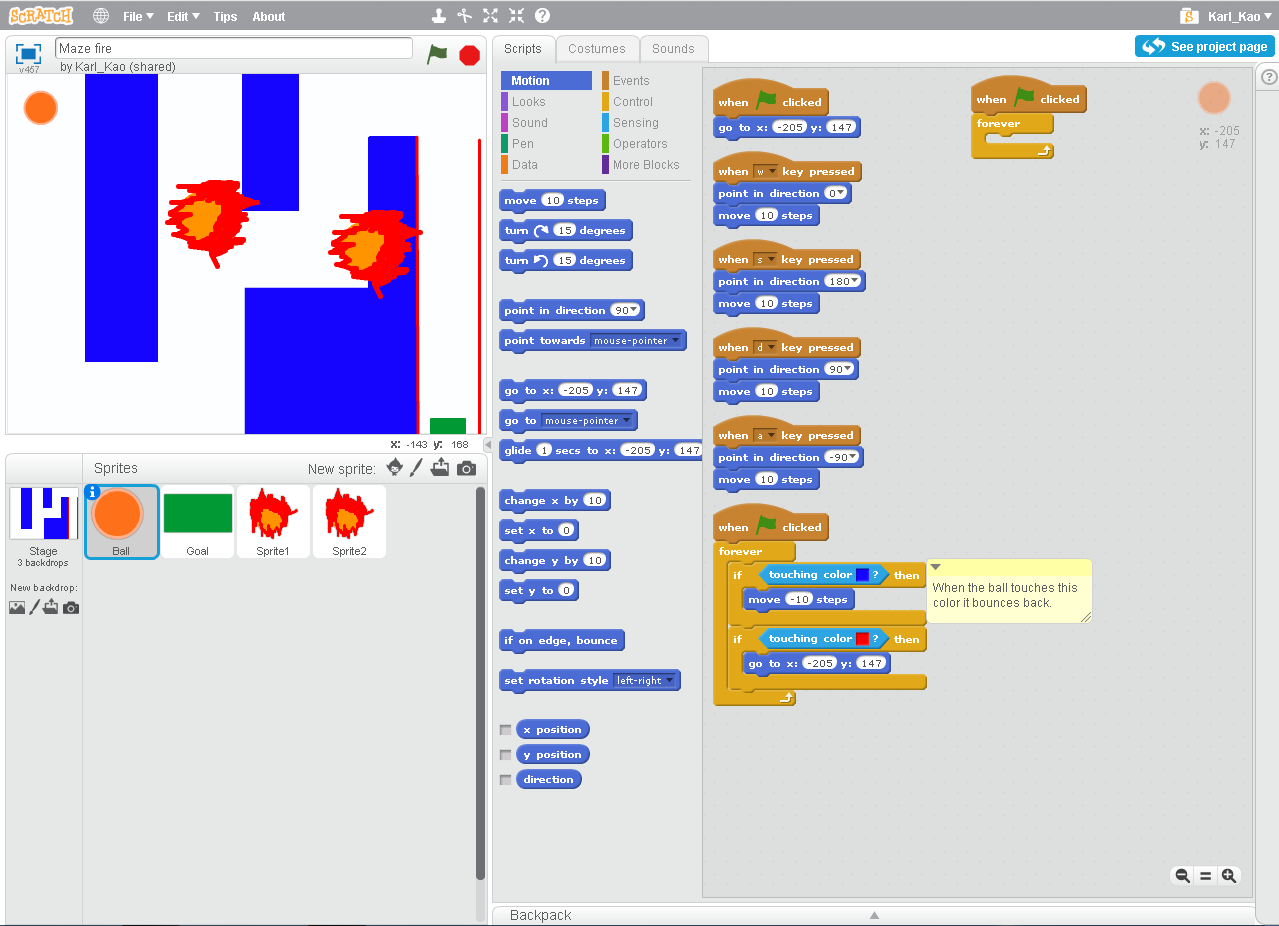 SCRATCH File Edit Tips About Karl_Kao
Maze fire
by Karl_Kao (shared)
v457
Scripts Costumes Sounds
See project page
Motion Events
Looks Control
Sound Sensing
Pen Operators
Data More Blocks
move 10 steps
turn 15 degrees
turn 15 degrees
point in direction 90
point towards mouse-pointer
go to x: -205 y: 147
go to mouse-pointer
glide 1 secs to x: -205 y: 147
change x by 10
set x to 0
change y by 10
set y to 0
if on edge, bounce
set rotation style left-right
x position
y position
direction
when clicked
go to x: -205 y: 147
when w key pressed
point in direction 0
move 10 steps
when s key pressed
point in direction 180
move 10 steps
when d key pressed
point in direction 90
move 10 steps
when a key pressed
point in direction -90
move 10 steps
when clicked
forever
if touching color ? then
move -10 steps
if touching color ? then
go to x: -205 y: 147
When the ball touches this
color it bounces back.
when clicked
forever
x: -205
y: 147
x: -143 y: 168
Sprites New sprite:
Stage
3 backdrops
New backdrop:
Ball
Goal
Sprite1
Sprite2
Backpack